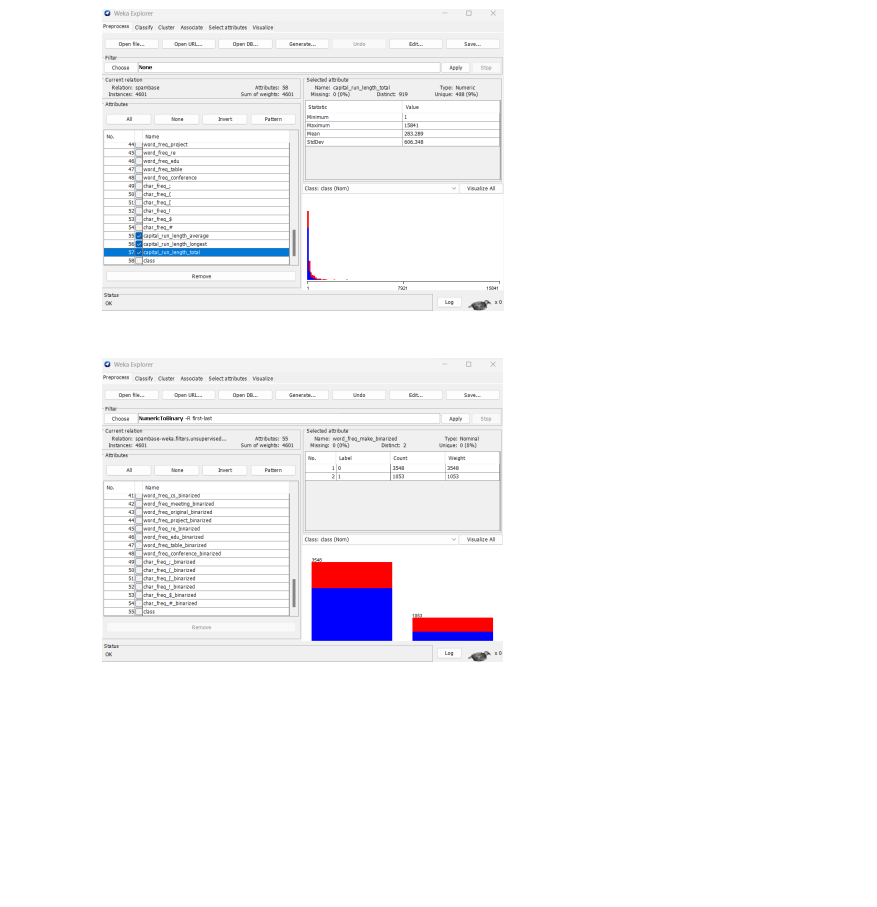 Weka Explorer
Preprocess Classify Cluster Associate Select attributes Visualize
Open file... Open URL... Open DB... Generate... Undo Edit... Save...
Filter
Choose None Apply Stop
Current relation
Relation: spambase Attributes: 58
Instances: 4601 Sum of weights: 4601
Selected attribute
Name: capital_run_length_total Type: Numeric
Missing: 0 (0%) Distinct: 919 Unique: 408 (9%)
Attributes
All None Invert Pattern
No. Name
44 word_freq_project
45 word_freq_re
46 word_freq_edu
47 word_freq_table
48 word_freq_conference
49 char_freq_;
50 char_freq_(
51 char_freq_[
52 char_freq_!
53 char_freq_$
54 char_freq_#
55 capital_run_length_average
56 capital_run_length_longest
57 capital_run_length_total
58 class
Remove
Statistic Value
Minimum 1
Maximum 15841
Mean 283.289
StdDev 606.348
Class: class (Nom) Visualize All
1 7921 15841
Status
OK
Log x 0
Weka Explorer
Preprocess Classify Cluster Associate Select attributes Visualize
Open file... Open URL... Open DB... Generate... Undo Edit... Save...
Filter
Choose NumericToBinary -R first-last Apply Stop
Current relation
Relation: spambase-weka.filters.unsupervised... Attributes: 55
Instances: 4601 Sum of weights: 4601
Selected attribute
Name: word_freq_make_binarized Type: Nominal
Missing: 0 (0%) Distinct: 2 Unique: 0 (0%)
Attributes
All None Invert Pattern
No. Name
41 word_freq_cs_binarized
42 word_freq_meeting_binarized
43 word_freq_original_binarized
44 word_freq_project_binarized
45 word_freq_re_binarized
46 word_freq_edu_binarized
47 word_freq_table_binarized
48 word_freq_conference_binarized
49 char_freq_;_binarized
50 char_freq_(_binarized
51 char_freq_[_binarized
52 char_freq_!_binarized
53 char_freq_$_binarized
54 char_freq_#_binarized
55 class
Remove
No. Label Count Weight
1 0 3548 3548
2 1 1053 1053
Class: class (Nom) Visualize All
3548
1053
Status
OK
Log x 0